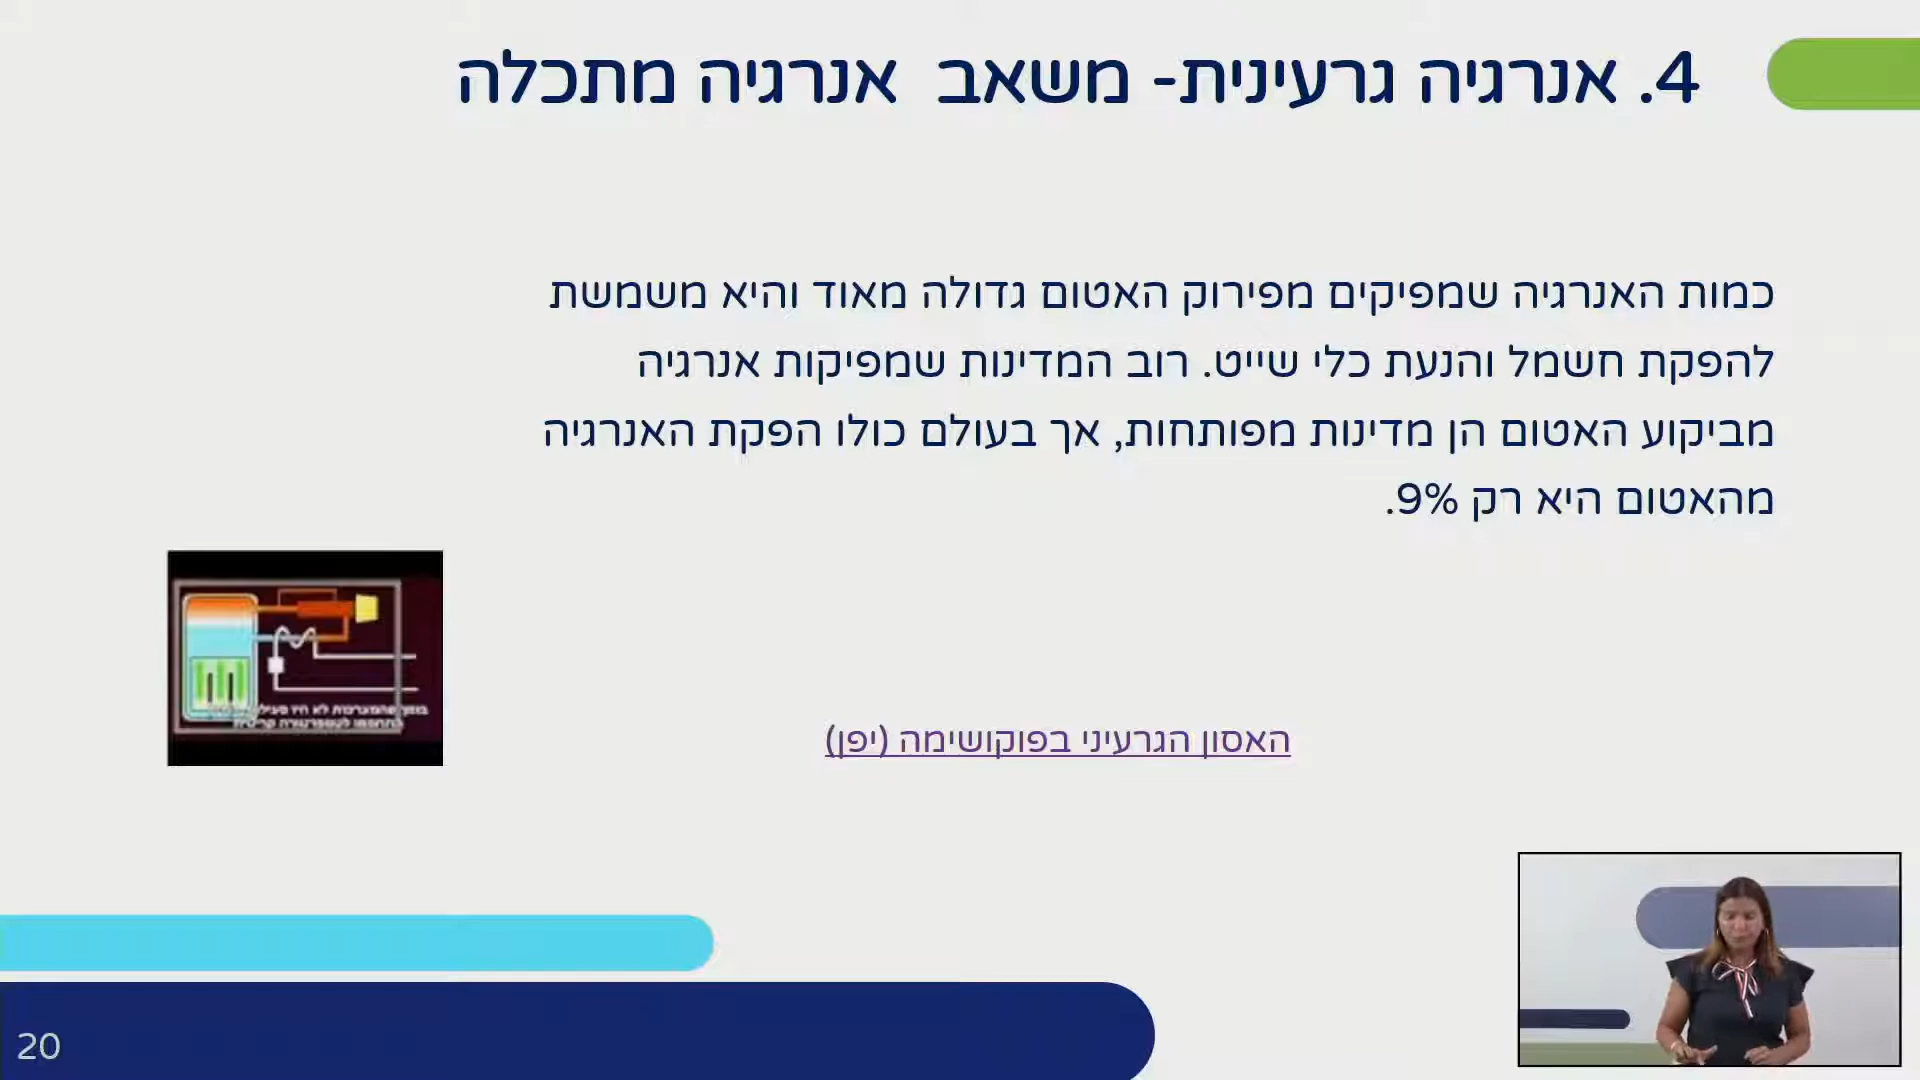 4. אנרגיה גרעינית- משאב אנרגיה מתכלה
כמות האנרגיה שמפיקים מפירוק האטום גדולה מאוד והיא משמשת
להפקת חשמל והנעת כלי שייט. רוב המדינות שמפיקות אנרגיה
מביקוע האטום הן מדינות מפותחות, אך בעולם כולו הפקת האנרגיה
מהאטום היא רק 9%.
האסון הגרעיני בפוקושימה (יפן)
20